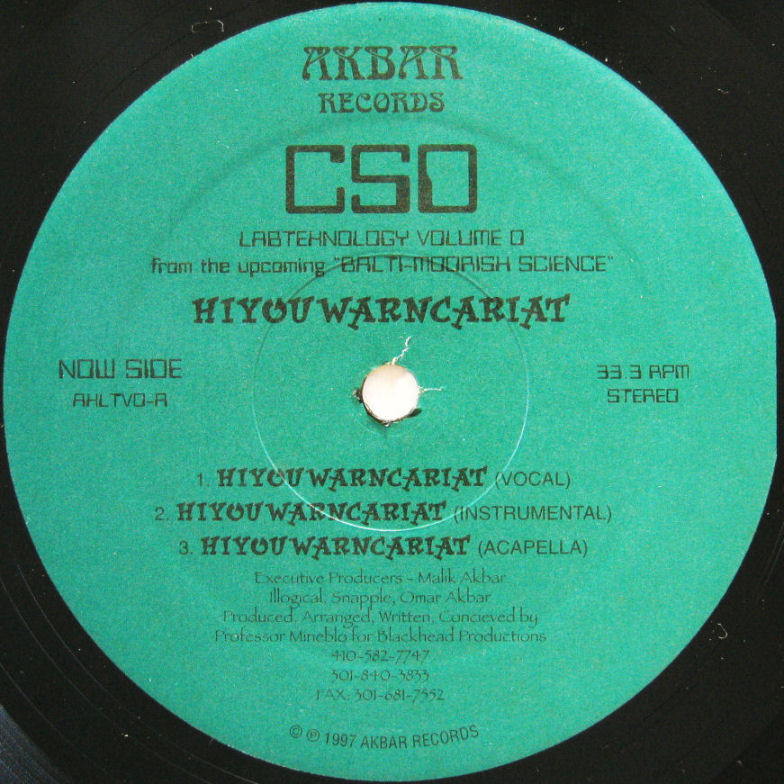 AKBAR
RECORDS
CSO
LABTEHNOLOGY VOLUME 0
from the upcoming "BALTI-MOORISH SCIENCE"
HIYOU WARNCARIAT
NOW SIDE
AHLTVO-A
33.3 RPM
STEREO
1. HIYOU WARNCARIAT (VOCAL)
2. HIYOU WARNCARIAT (INSTRUMENTAL)
3. HIYOU WARNCARIAT (ACAPELLA)
Executive Producers - Malik Akbar
Illogical, Snapple, Omar Akbar
Produced, Arranged, Written, Concieved by
Professor Mineblo for Blackhead Productions
410-582-7747
301-840-3833
FAX: 301-681-7552
© ℗ 1997 AKBAR RECORDS